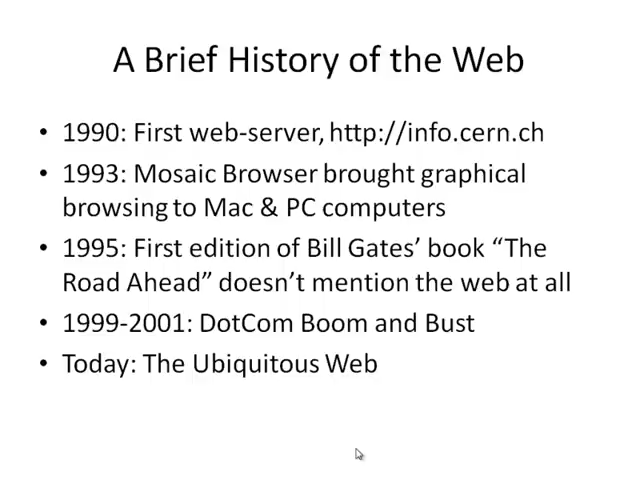 A Brief History of the Web
• 1990: First web-server, http://info.cern.ch
• 1993: Mosaic Browser brought graphical
browsing to Mac & PC computers
• 1995: First edition of Bill Gates’ book “The
Road Ahead” doesn’t mention the web at all
• 1999-2001: DotCom Boom and Bust
• Today: The Ubiquitous Web